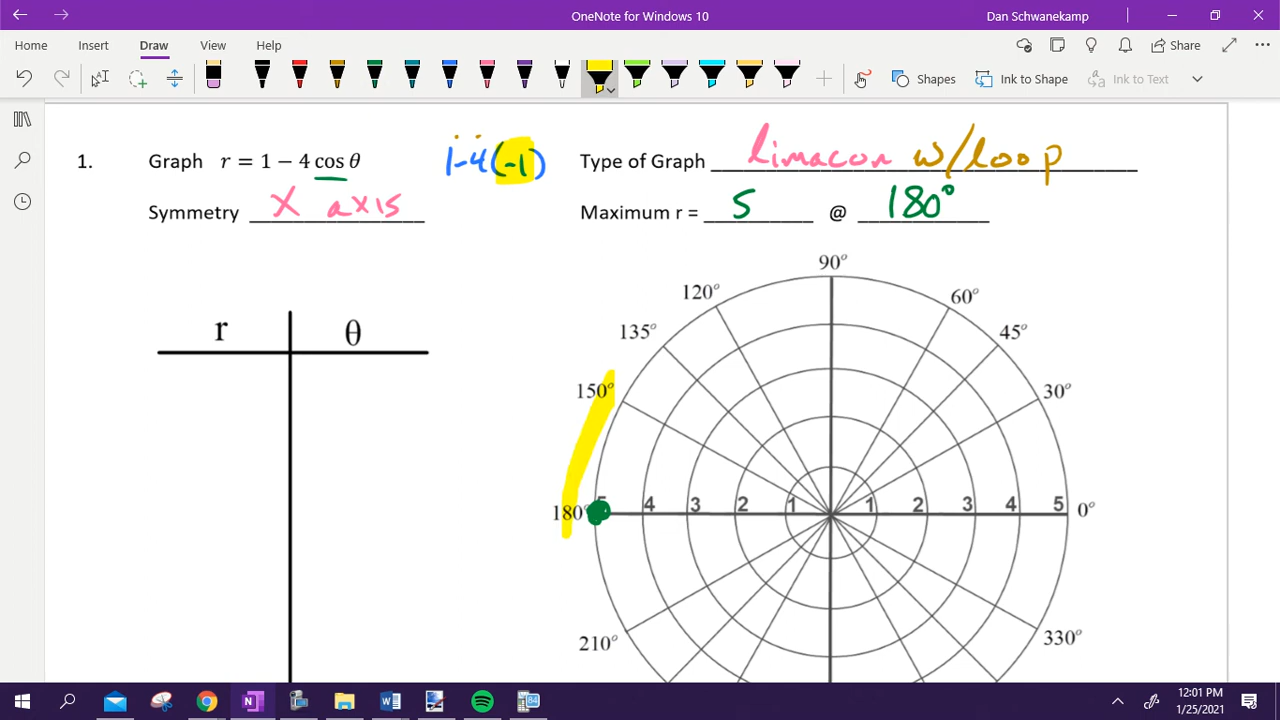 OneNote for Windows 10
Dan Schwanekamp
Home Insert Draw View Help
Share
Shapes Ink to Shape Ink to Text
1. Graph r = 1 − 4 cos θ 1-4(-1) Type of Graph limacon w/loop
Symmetry X axis Maximum r = 5 @ 180°
90°
120° 60°
135° 45°
r θ
150° 30°
180° 5 4 3 2 1 1 2 3 4 5 0°
210° 330°
12:01 PM
1/25/2021